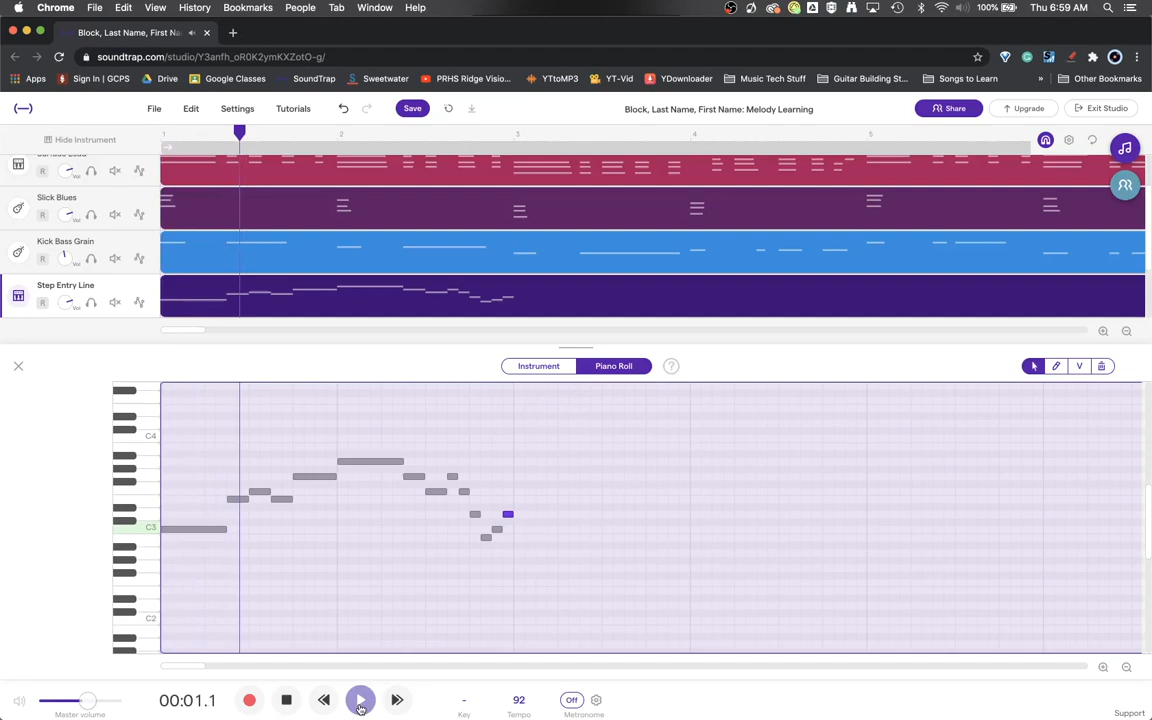 Chrome File Edit View History Bookmarks People Tab Window Help 100% Thu 6:59 AM
Block, Last Name, First Nam
soundtrap.com/studio/Y3anfh_oR0K2ymKXZotO-g/
Apps Sign In | GCPS Drive Google Classes SoundTrap Sweetwater PRHS Ridge Visio... YTtoMP3 YT-Vid YDownloader Music Tech Stuff Guitar Building St... Songs to Learn » Other Bookmarks
File Edit Settings Tutorials Save Block, Last Name, First Name: Melody Learning Share Upgrade Exit Studio
Hide Instrument 1 2 3 4 5
R Vol
Slick Blues
R Vol
Kick Bass Grain
R Vol
Step Entry Line
R Vol
Instrument Piano Roll ? V
C4
C3
C2
00:01.1 - 92 Off
Master volume Key Tempo Metronome Support